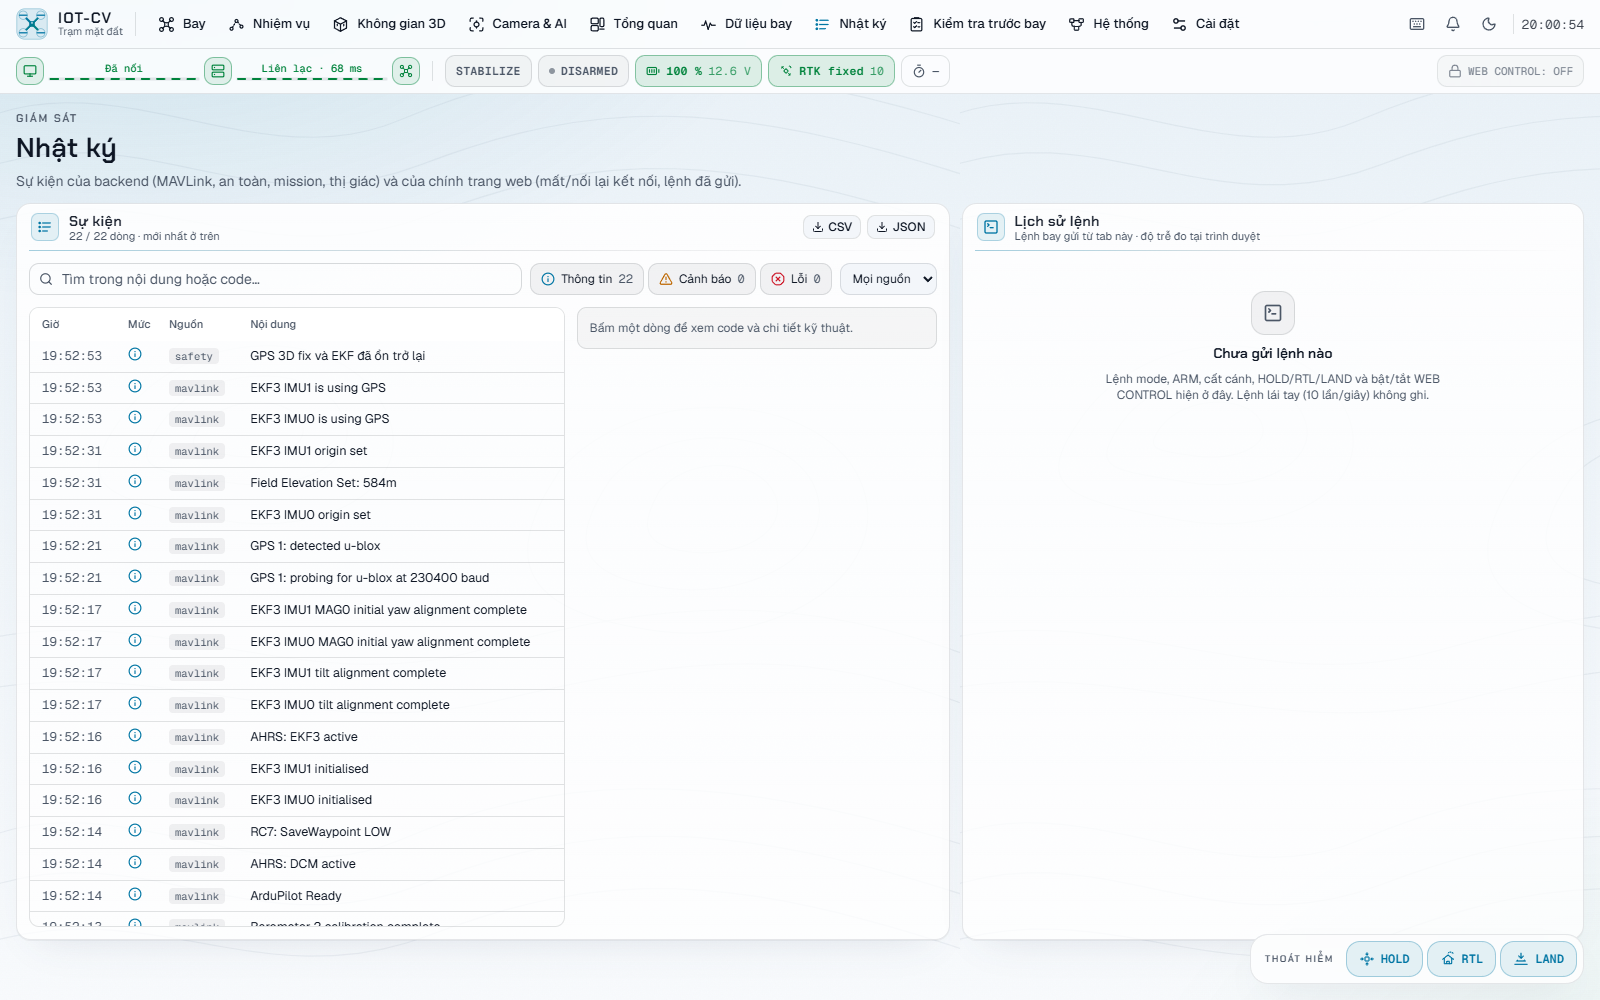 IOT-CV
Trạm mặt đất
Bay
Nhiệm vụ
Không gian 3D
Camera & AI
Tổng quan
Dữ liệu bay
Nhật ký
Kiểm tra trước bay
Hệ thống
Cài đặt
20:00:54
Đã nối
Liên lạc · 68 ms
STABILIZE
DISARMED
100 % 12.6 V
RTK fixed 10
–
WEB CONTROL: OFF
GIÁM SÁT
Nhật ký
Sự kiện của backend (MAVLink, an toàn, mission, thị giác) và của chính trang web (mất/nối lại kết nối, lệnh đã gửi).
Sự kiện
22 / 22 dòng · mới nhất ở trên
CSV
JSON
Tìm trong nội dung hoặc code…
Thông tin 22
Cảnh báo 0
Lỗi 0
Mọi nguồn
Giờ Mức Nguồn Nội dung
19:52:53 safety GPS 3D fix và EKF đã ổn trở lại
19:52:53 mavlink EKF3 IMU1 is using GPS
19:52:53 mavlink EKF3 IMU0 is using GPS
19:52:31 mavlink EKF3 IMU1 origin set
19:52:31 mavlink Field Elevation Set: 584m
19:52:31 mavlink EKF3 IMU0 origin set
19:52:21 mavlink GPS 1: detected u-blox
19:52:21 mavlink GPS 1: probing for u-blox at 230400 baud
19:52:17 mavlink EKF3 IMU1 MAG0 initial yaw alignment complete
19:52:17 mavlink EKF3 IMU0 MAG0 initial yaw alignment complete
19:52:17 mavlink EKF3 IMU1 tilt alignment complete
19:52:17 mavlink EKF3 IMU0 tilt alignment complete
19:52:16 mavlink AHRS: EKF3 active
19:52:16 mavlink EKF3 IMU1 initialised
19:52:16 mavlink EKF3 IMU0 initialised
19:52:14 mavlink RC7: SaveWaypoint LOW
19:52:14 mavlink AHRS: DCM active
19:52:14 mavlink ArduPilot Ready
19:52:13 mavlink Barometer 2 calibration complete
Bấm một dòng để xem code và chi tiết kỹ thuật.
Lịch sử lệnh
Lệnh bay gửi từ tab này · độ trễ đo tại trình duyệt
Chưa gửi lệnh nào
Lệnh mode, ARM, cất cánh, HOLD/RTL/LAND và bật/tắt WEB
CONTROL hiện ở đây. Lệnh lái tay (10 lần/giây) không ghi.
THOÁT HIỂM
HOLD
RTL
LAND